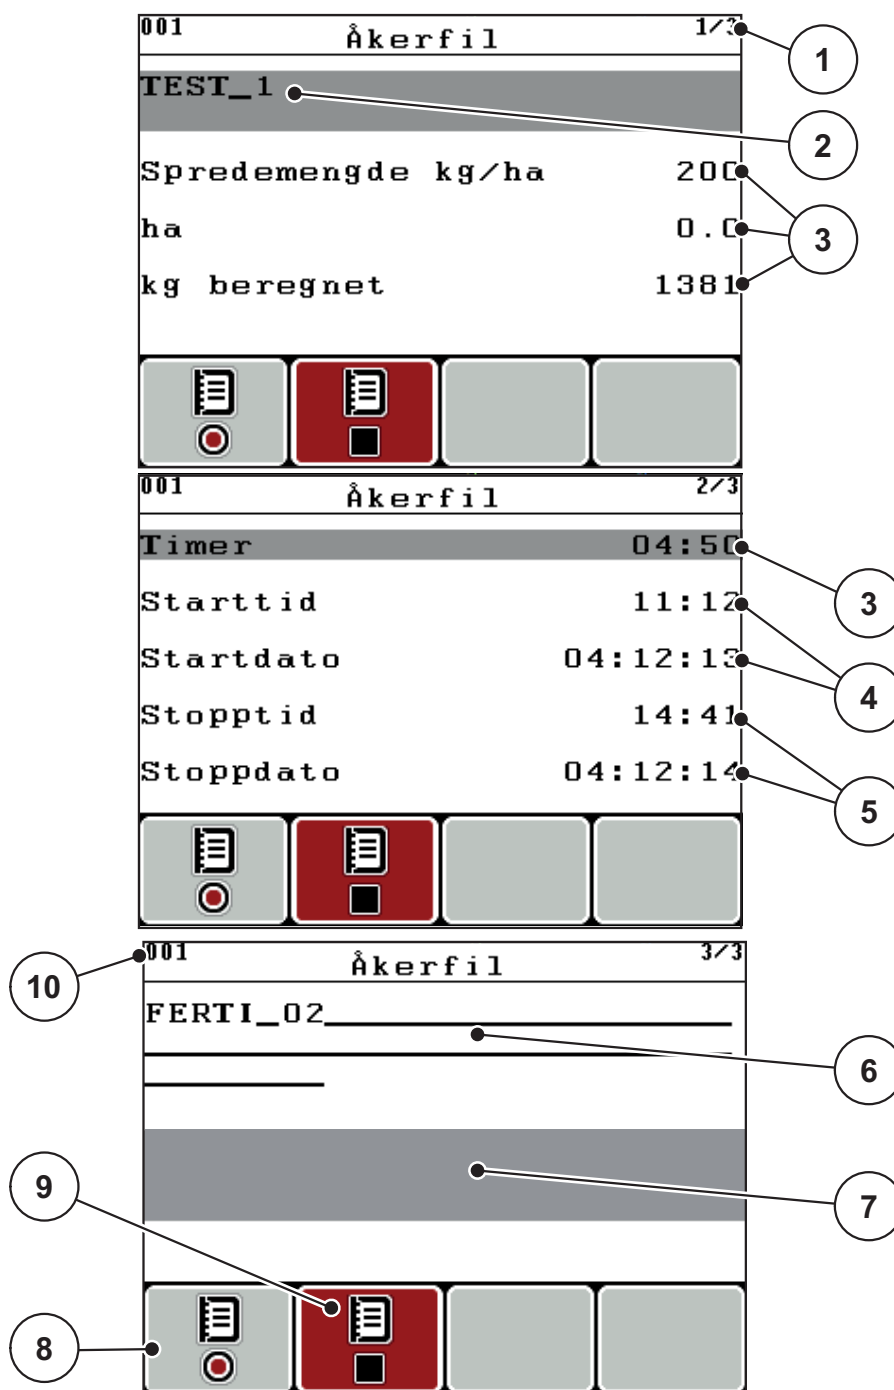 001 Åkerfil 1/3
1
TEST_1
2
Spredemengde kg/ha 200
ha 0.0
3
kg beregnet 1381
001 Åkerfil 2/3
Timer 04:50
3
Starttid 11:12
Startdato 04:12:13
4
Stopptid 14:41
Stoppdato 04:12:14
5
001 Åkerfil 3/3
10
FERTI_02
6
7
9
8